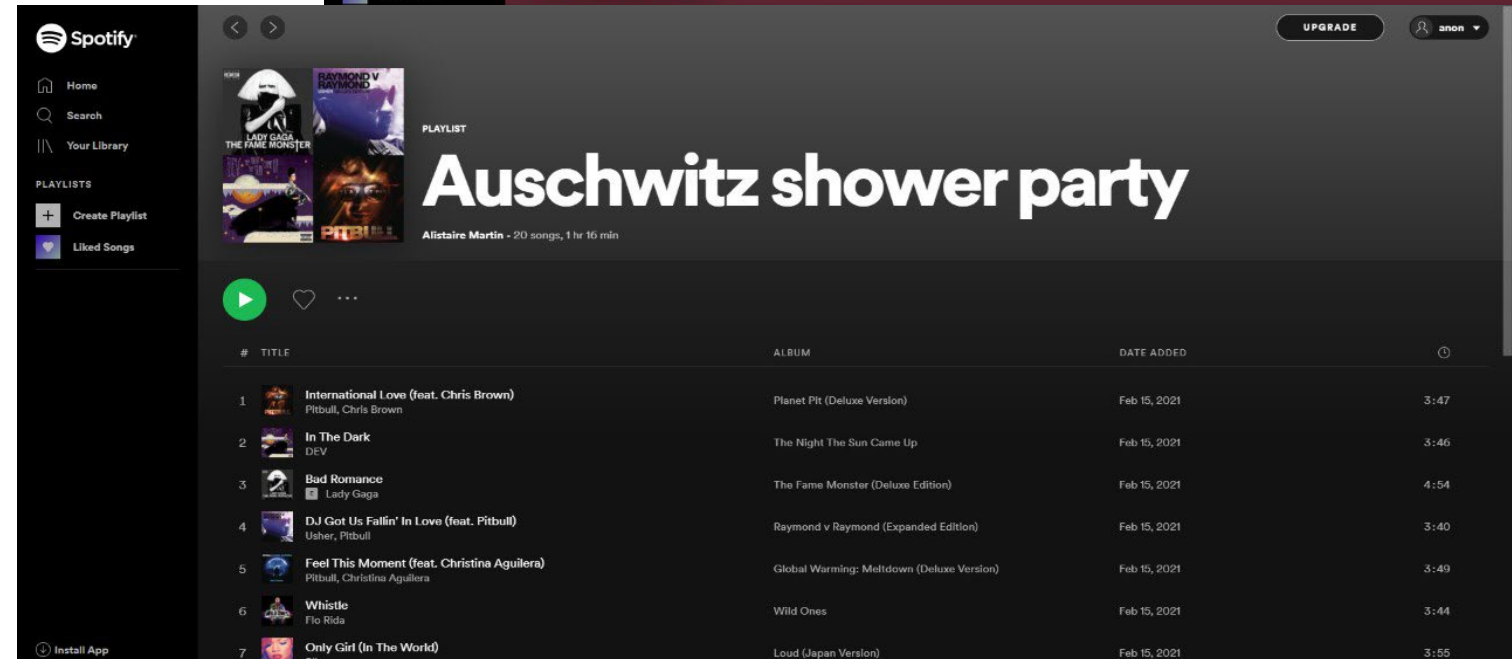 Spotify
Home
Search
Your Library
PLAYLISTS
Create Playlist
Liked Songs
Install App
UPGRADE
anon
LADY GAGA
THE FAME MONSTER
RAYMOND V
RAYMOND
PITBULL
PLAYLIST
Auschwitz shower party
Alistaire Martin - 20 songs, 1 hr 16 min
# TITLE ALBUM DATE ADDED
1 International Love (feat. Chris Brown) Planet Pit (Deluxe Version) Feb 15, 2021 3:47
Pitbull, Chris Brown
2 In The Dark The Night The Sun Came Up Feb 15, 2021 3:46
DEV
3 Bad Romance The Fame Monster (Deluxe Edition) Feb 15, 2021 4:54
E Lady Gaga
4 DJ Got Us Fallin' In Love (feat. Pitbull) Raymond v Raymond (Expanded Edition) Feb 15, 2021 3:40
Usher, Pitbull
5 Feel This Moment (feat. Christina Aguilera) Global Warming: Meltdown (Deluxe Version) Feb 15, 2021 3:49
Pitbull, Christina Aguilera
6 Whistle Wild Ones Feb 15, 2021 3:44
Flo Rida
7 Only Girl (In The World) Loud (Japan Version) Feb 15, 2021 3:55